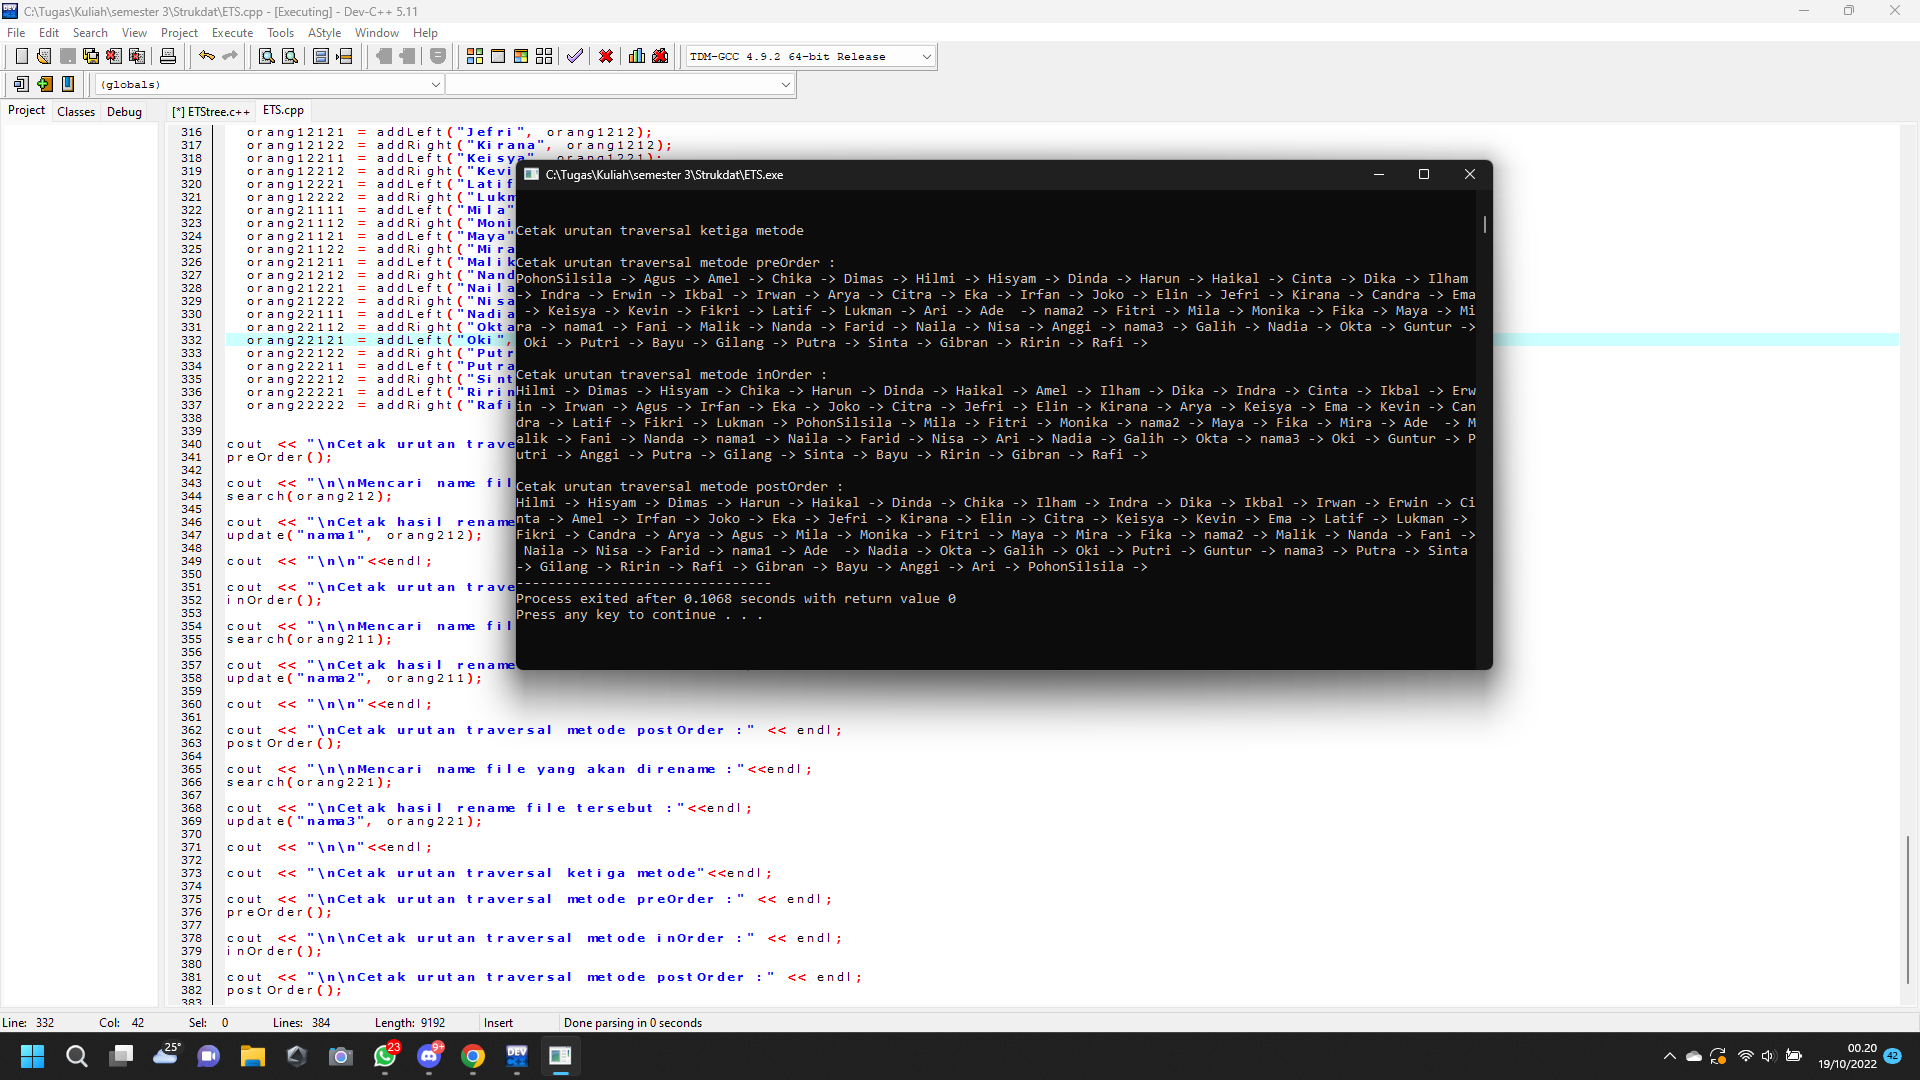 C:\Tugas\Kuliah\semester 3\Strukdat\ETS.cpp - [Executing] - Dev-C++ 5.11
File Edit Search View Project Execute Tools AStyle Window Help
TDM-GCC 4.9.2 64-bit Release
(globals)
Project Classes Debug
[*] ETStree.c++ ETS.cpp
316 orang12121 = addLeft("Jefri", orang1212);
317 orang12122 = addRight("Kirana", orang1212);
318 orang12211 = addLeft("Keisya", orang1221);
319 orang12212 = addRight("Kevi
320 orang12221 = addLeft("Latif
321 orang12222 = addRight("Lukm
322 orang21111 = addLeft("Mila"
323 orang21112 = addRight("Moni
324 orang21121 = addLeft("Maya"
325 orang21122 = addRight("Mira
326 orang21211 = addLeft("Malik
327 orang21212 = addRight("Nand
328 orang21221 = addLeft("Naila
329 orang21222 = addRight("Nisa
330 orang22111 = addLeft("Nadia
331 orang22112 = addRight("Okta
332 orang22121 = addLeft("Oki",
333 orang22122 = addRight("Putr
334 orang22211 = addLeft("Putra
335 orang22212 = addRight("Sint
336 orang22221 = addLeft("Ririn
337 orang22222 = addRight("Rafi
338
339
340 cout << "\nCetak urutan trave
341 preOrder();
342
343 cout << "\n\nMencari name fil
344 search(orang212);
345
346 cout << "\nCetak hasil rename
347 update("nama1", orang212);
348
349 cout << "\n\n"<<endl;
350
351 cout << "\nCetak urutan trave
352 inOrder();
353
354 cout << "\n\nMencari name fil
355 search(orang211);
356
357 cout << "\nCetak hasil rename
358 update("nama2", orang211);
359
360 cout << "\n\n"<<endl;
361
362 cout << "\nCetak urutan traversal metode postOrder :" << endl;
363 postOrder();
364
365 cout << "\n\nMencari name file yang akan direname :"<<endl;
366 search(orang221);
367
368 cout << "\nCetak hasil rename file tersebut :"<<endl;
369 update("nama3", orang221);
370
371 cout << "\n\n"<<endl;
372
373 cout << "\nCetak urutan traversal ketiga metode"<<endl;
374
375 cout << "\nCetak urutan traversal metode preOrder :" << endl;
376 preOrder();
377
378 cout << "\n\nCetak urutan traversal metode inOrder :" << endl;
379 inOrder();
380
381 cout << "\n\nCetak urutan traversal metode postOrder :" << endl;
382 postOrder();
383
C:\Tugas\Kuliah\semester 3\Strukdat\ETS.exe
Cetak urutan traversal ketiga metode
Cetak urutan traversal metode preOrder :
PohonSilsila -> Agus -> Amel -> Chika -> Dimas -> Hilmi -> Hisyam -> Dinda -> Harun -> Haikal -> Cinta -> Dika -> Ilham
-> Indra -> Erwin -> Ikbal -> Irwan -> Arya -> Citra -> Eka -> Irfan -> Joko -> Elin -> Jefri -> Kirana -> Candra -> Ema
-> Keisya -> Kevin -> Fikri -> Latif -> Lukman -> Ari -> Ade  -> nama2 -> Fitri -> Mila -> Monika -> Fika -> Maya -> Mi
ra -> nama1 -> Fani -> Malik -> Nanda -> Farid -> Naila -> Nisa -> Anggi -> nama3 -> Galih -> Nadia -> Okta -> Guntur ->
Oki -> Putri -> Bayu -> Gilang -> Putra -> Sinta -> Gibran -> Ririn -> Rafi ->
Cetak urutan traversal metode inOrder :
Hilmi -> Dimas -> Hisyam -> Chika -> Harun -> Dinda -> Haikal -> Amel -> Ilham -> Dika -> Indra -> Cinta -> Ikbal -> Erw
in -> Irwan -> Agus -> Irfan -> Eka -> Joko -> Citra -> Jefri -> Elin -> Kirana -> Arya -> Keisya -> Ema -> Kevin -> Can
dra -> Latif -> Fikri -> Lukman -> PohonSilsila -> Mila -> Fitri -> Monika -> nama2 -> Maya -> Fika -> Mira -> Ade  -> M
alik -> Fani -> Nanda -> nama1 -> Naila -> Farid -> Nisa -> Ari -> Nadia -> Galih -> Okta -> nama3 -> Oki -> Guntur -> P
utri -> Anggi -> Putra -> Gilang -> Sinta -> Bayu -> Ririn -> Gibran -> Rafi ->
Cetak urutan traversal metode postOrder :
Hilmi -> Hisyam -> Dimas -> Harun -> Haikal -> Dinda -> Chika -> Ilham -> Indra -> Dika -> Ikbal -> Irwan -> Erwin -> Ci
nta -> Amel -> Irfan -> Joko -> Eka -> Jefri -> Kirana -> Elin -> Citra -> Keisya -> Kevin -> Ema -> Latif -> Lukman ->
Fikri -> Candra -> Arya -> Agus -> Mila -> Monika -> Fitri -> Maya -> Mira -> Fika -> nama2 -> Malik -> Nanda -> Fani ->
Naila -> Nisa -> Farid -> nama1 -> Ade  -> Nadia -> Okta -> Galih -> Oki -> Putri -> Guntur -> nama3 -> Putra -> Sinta
-> Gilang -> Ririn -> Rafi -> Gibran -> Bayu -> Anggi -> Ari -> PohonSilsila ->
--------------------------------
Process exited after 0.1068 seconds with return value 0
Press any key to continue . . .
Line: 332 Col: 42 Sel: 0 Lines: 384 Length: 9192 Insert Done parsing in 0 seconds
25° 23 9+ DEV 00.20
19/10/2022 42